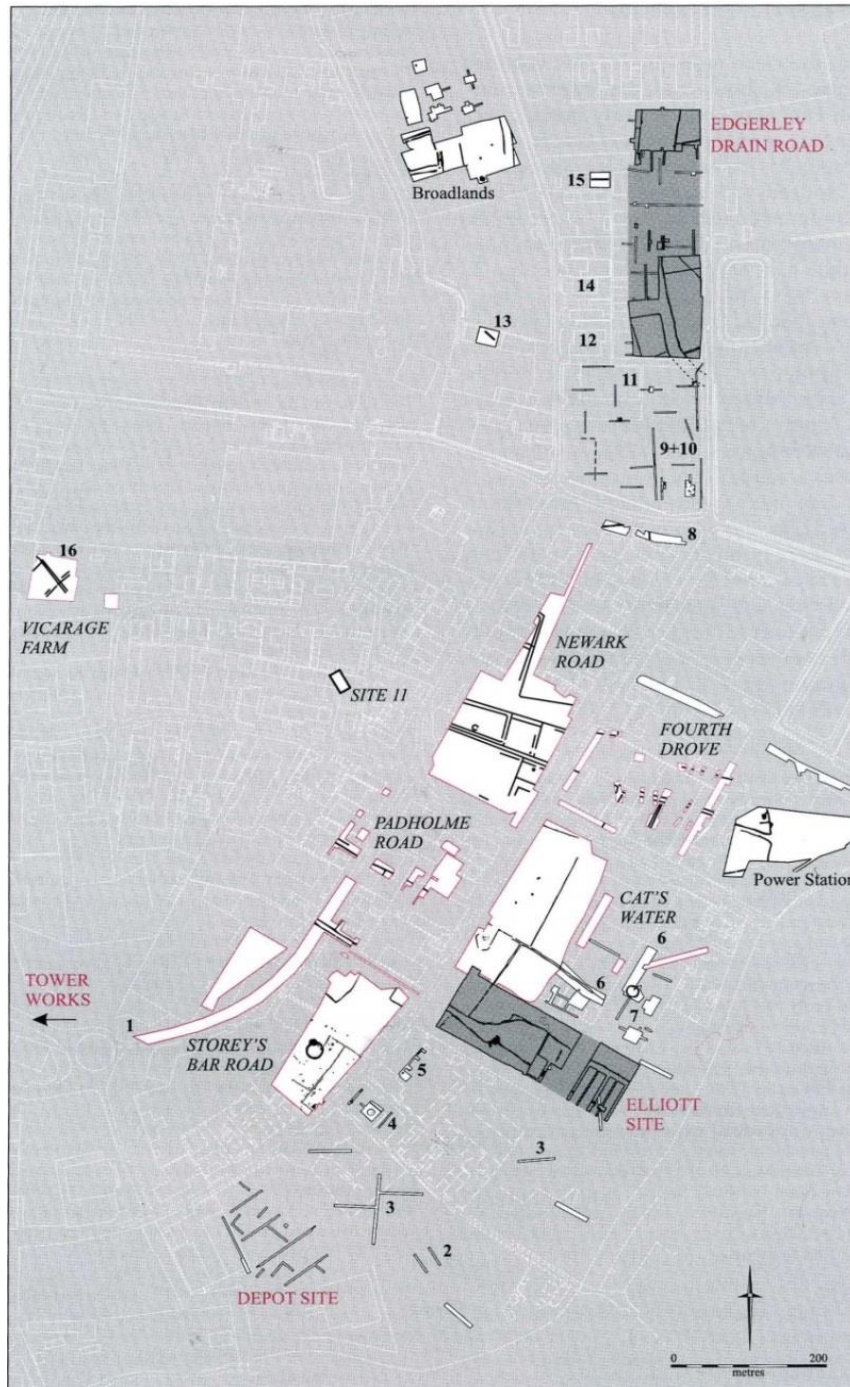 EDGERLEY
DRAIN ROAD
Broadlands
15
14
13
12
11
9+10
8
16
VICARAGE
FARM
NEWARK
ROAD
SITE 11
FOURTH
DROVE
PADHOLME
ROAD
Power Station
CAT'S
WATER
6
6
7
TOWER
WORKS
1
STOREY'S
BAR ROAD
5
ELLIOTT
SITE
4
3
3
2
DEPOT SITE
0 200
metres